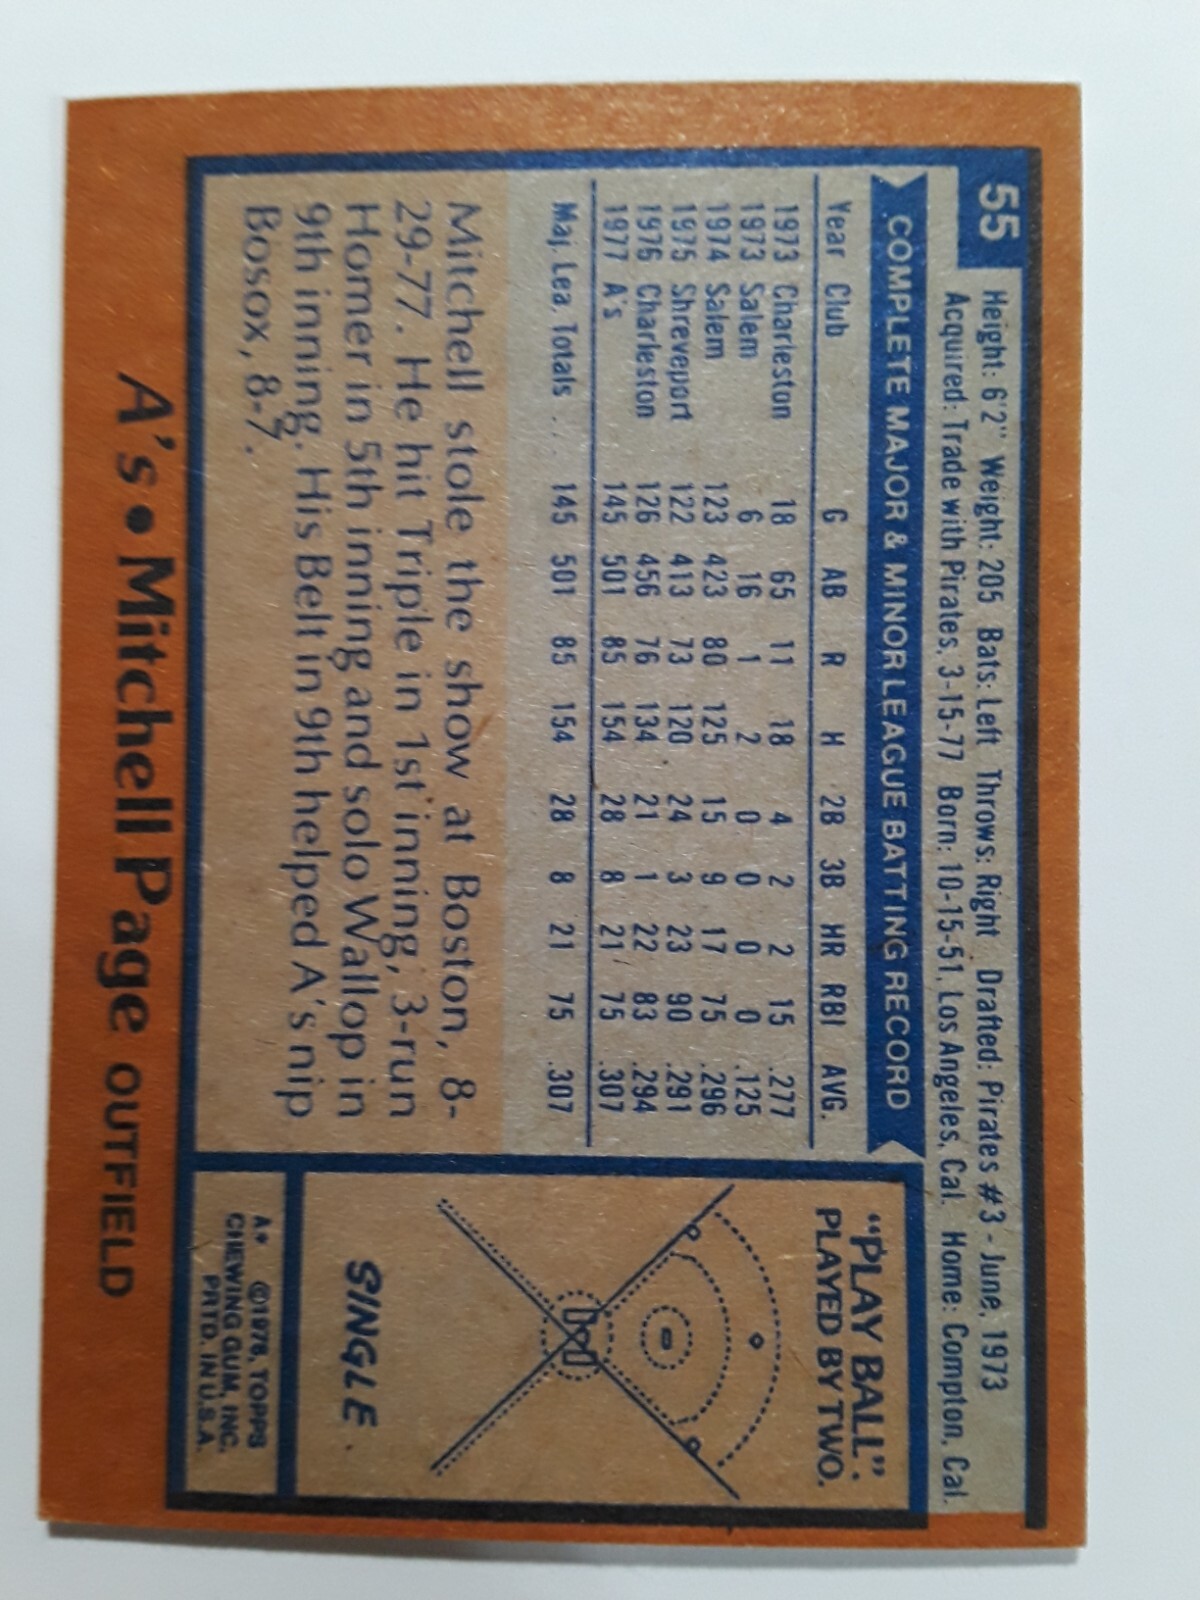 55
Height: 6'2" Weight: 205 Bats: Left Throws: Right Drafted: Pirates #3 - June, 1973
Acquired: Trade with Pirates, 3-15-77 Born: 10-15-51, Los Angeles, Cal. Home: Compton, Cal.
COMPLETE MAJOR & MINOR LEAGUE BATTING RECORD
Year Club G AB R H 2B 3B HR RBI AVG.
1973 Charleston 18 65 11 18 4 2 2 15 .277
1973 Salem 6 16 1 2 0 0 0 0 .125
1974 Salem 123 423 80 125 15 9 17 75 .296
1975 Shreveport 122 413 73 120 24 3 23 90 .291
1976 Charleston 126 456 76 134 21 1 22 83 .294
1977 A's 145 501 85 154 28 8 21 75 .307
Maj. Lea. Totals ... 145 501 85 154 28 8 21 75 .307
Mitchell stole the show at Boston, 8-
29-77. He hit Triple in 1st inning, 3-run
Homer in 5th inning and solo Wallop in
9th inning. His Belt in 9th helped A's nip
Bosox, 8-7.
"PLAY BALL":
PLAYED BY TWO.
SINGLE
A* ©1978, TOPPS
CHEWING GUM, INC.
PRTD. IN U.S.A.
A's • Mitchell Page OUTFIELD